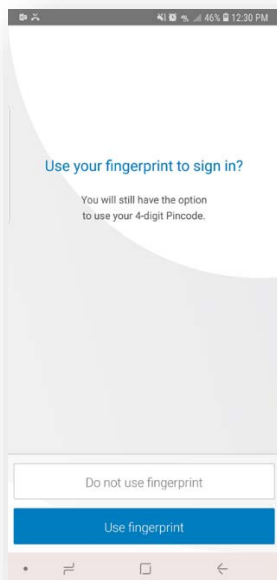 46% 12:30 PM
Use your fingerprint to sign in?
You will still have the option
to use your 4-digit Pincode.
Do not use fingerprint
Use fingerprint